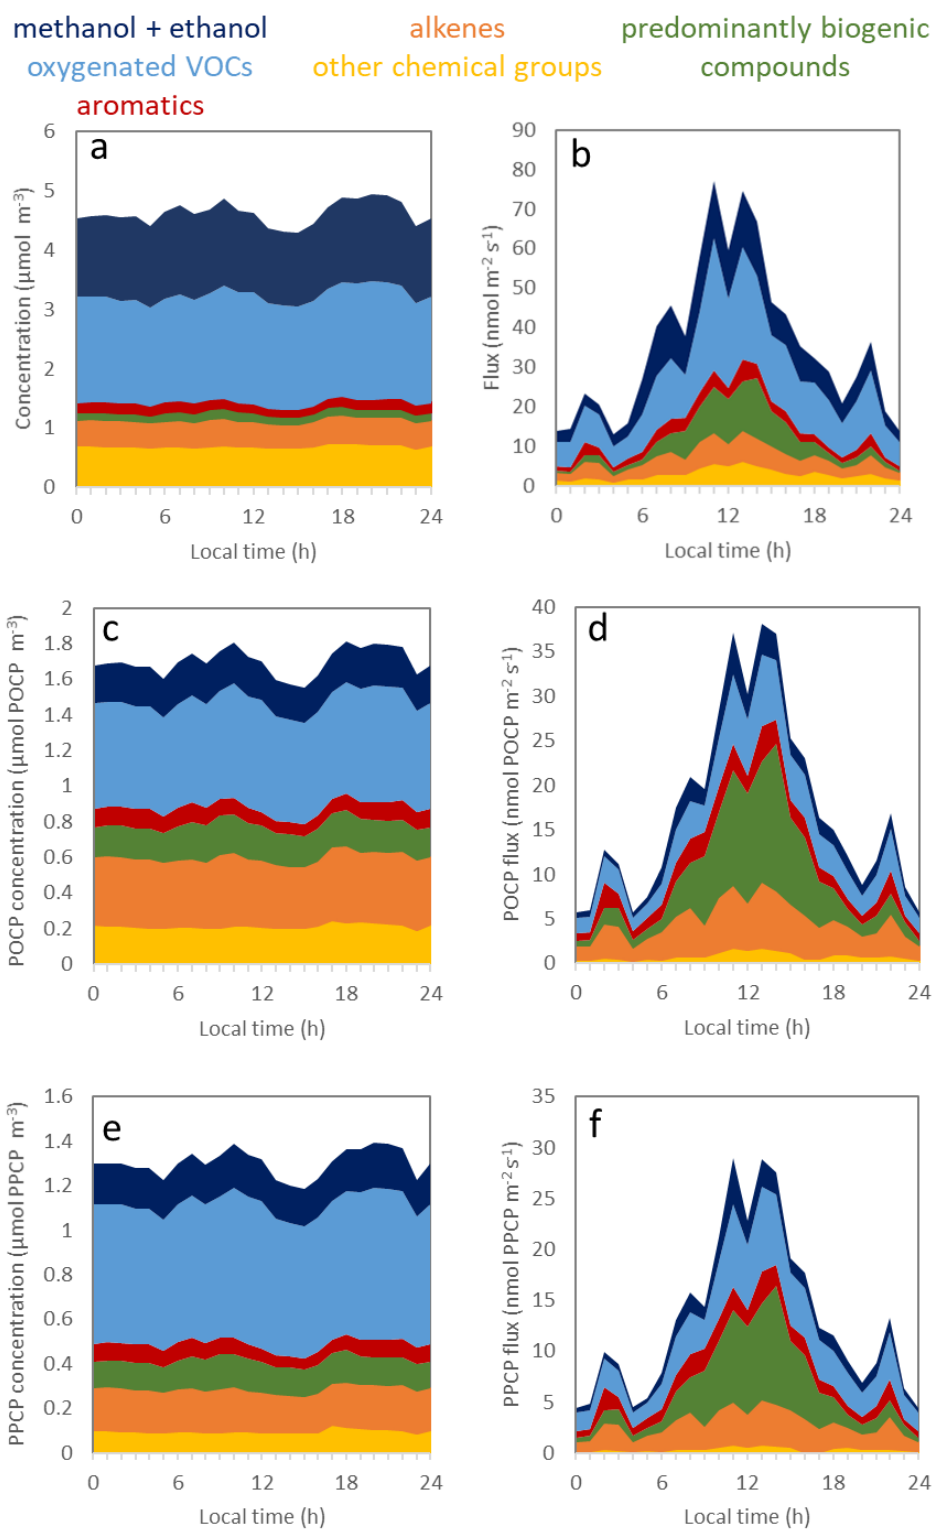 methanol + ethanol alkenes predominantly biogenic
oxygenated VOCs other chemical groups compounds
aromatics
a
Concentration (µmol m⁻³)
6
5
4
3
2
1
0
0 6 12 18 24
Local time (h)
b
Flux (nmol m⁻² s⁻¹)
90
80
70
60
50
40
30
20
10
0
0 6 12 18 24
Local time (h)
c
POCP concentration (µmol POCP m⁻³)
2
1.8
1.6
1.4
1.2
1
0.8
0.6
0.4
0.2
0
0 6 12 18 24
Local time (h)
d
POCP flux (nmol POCP m⁻² s⁻¹)
40
35
30
25
20
15
10
5
0
0 6 12 18 24
Local time (h)
e
PPCP concentration (µmol PPCP m⁻³)
1.6
1.4
1.2
1
0.8
0.6
0.4
0.2
0
0 6 12 18 24
Local time (h)
f
PPCP flux (nmol PPCP m⁻² s⁻¹)
35
30
25
20
15
10
5
0
0 6 12 18 24
Local time (h)